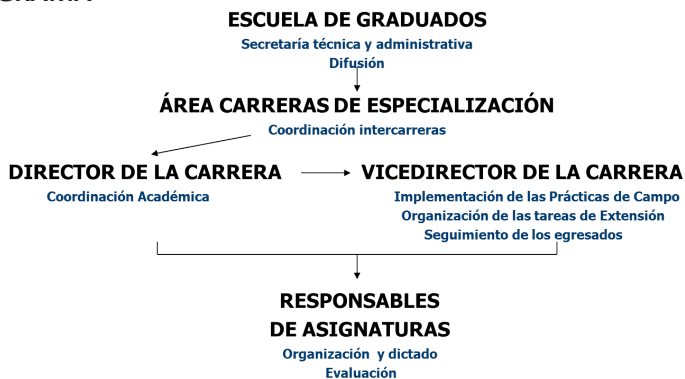 ESCUELA DE GRADUADOS
Secretaría técnica y administrativa
Difusión
ÁREA CARRERAS DE ESPECIALIZACIÓN
Coordinación intercarreras
DIRECTOR DE LA CARRERA
Coordinación Académica
VICEDIRECTOR DE LA CARRERA
Implementación de las Prácticas de Campo
Organización de las tareas de Extensión
Seguimiento de los egresados
RESPONSABLES
DE ASIGNATURAS
Organización y dictado
Evaluación